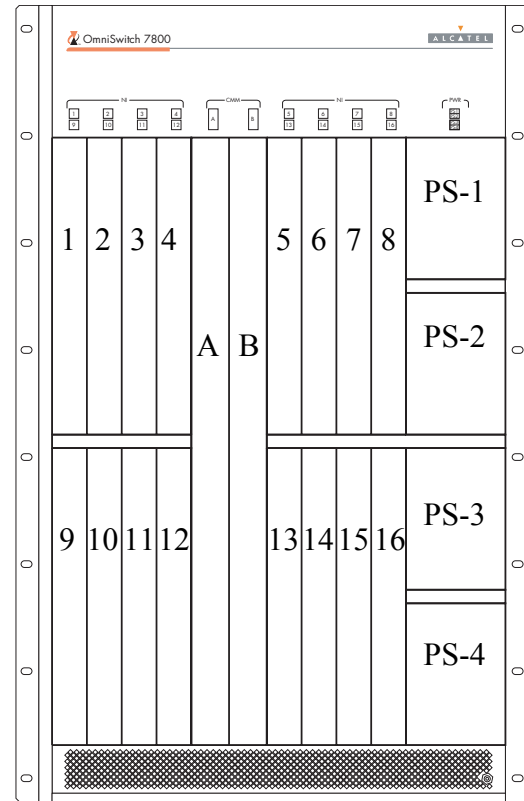 OmniSwitch 7800
ALCATEL
NI CMM NI PWR
1 2 3 4 A B 5 6 7 8
9 10 11 12 13 14 15 16
1 2 3 4 5 6 7 8 PS-1
A B PS-2
9 10 11 12 13 14 15 16 PS-3
PS-4